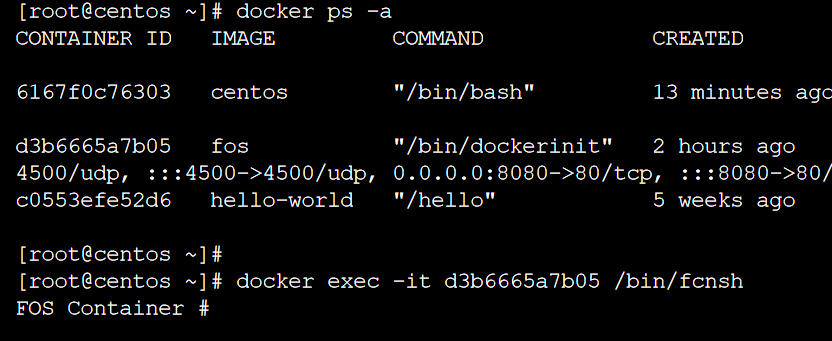 [root@centos ~]# docker ps -a
CONTAINER ID IMAGE COMMAND CREATED
6167f0c76303 centos "/bin/bash" 13 minutes ago
d3b6665a7b05 fos "/bin/dockerinit" 2 hours ago
4500/udp, :::4500->4500/udp, 0.0.0.0:8080->80/tcp, :::8080->80/
c0553efe52d6 hello-world "/hello" 5 weeks ago
[root@centos ~]#
[root@centos ~]# docker exec -it d3b6665a7b05 /bin/fcnsh
FOS Container #